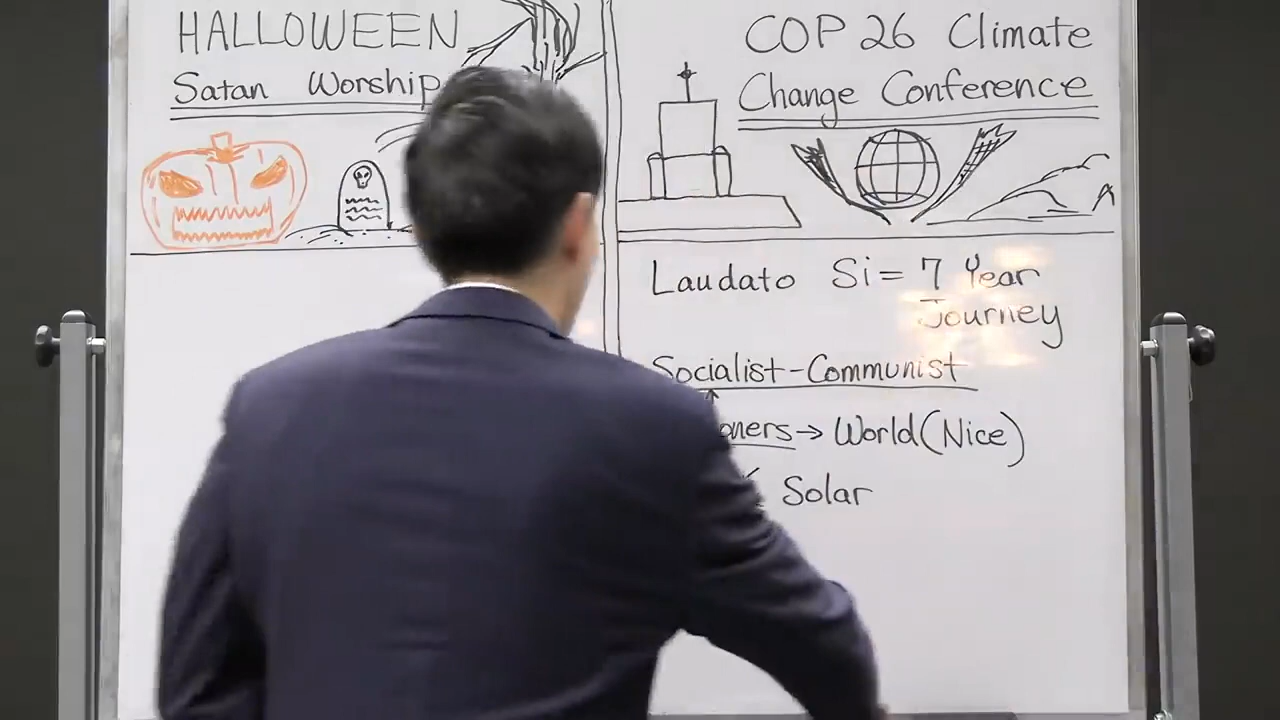 HALLOWEEN
Satan Worship
COP 26 Climate
Change Conference
Laudato Si = 7 Year
Journey
Socialist-Communist
→ World (Nice)
Solar